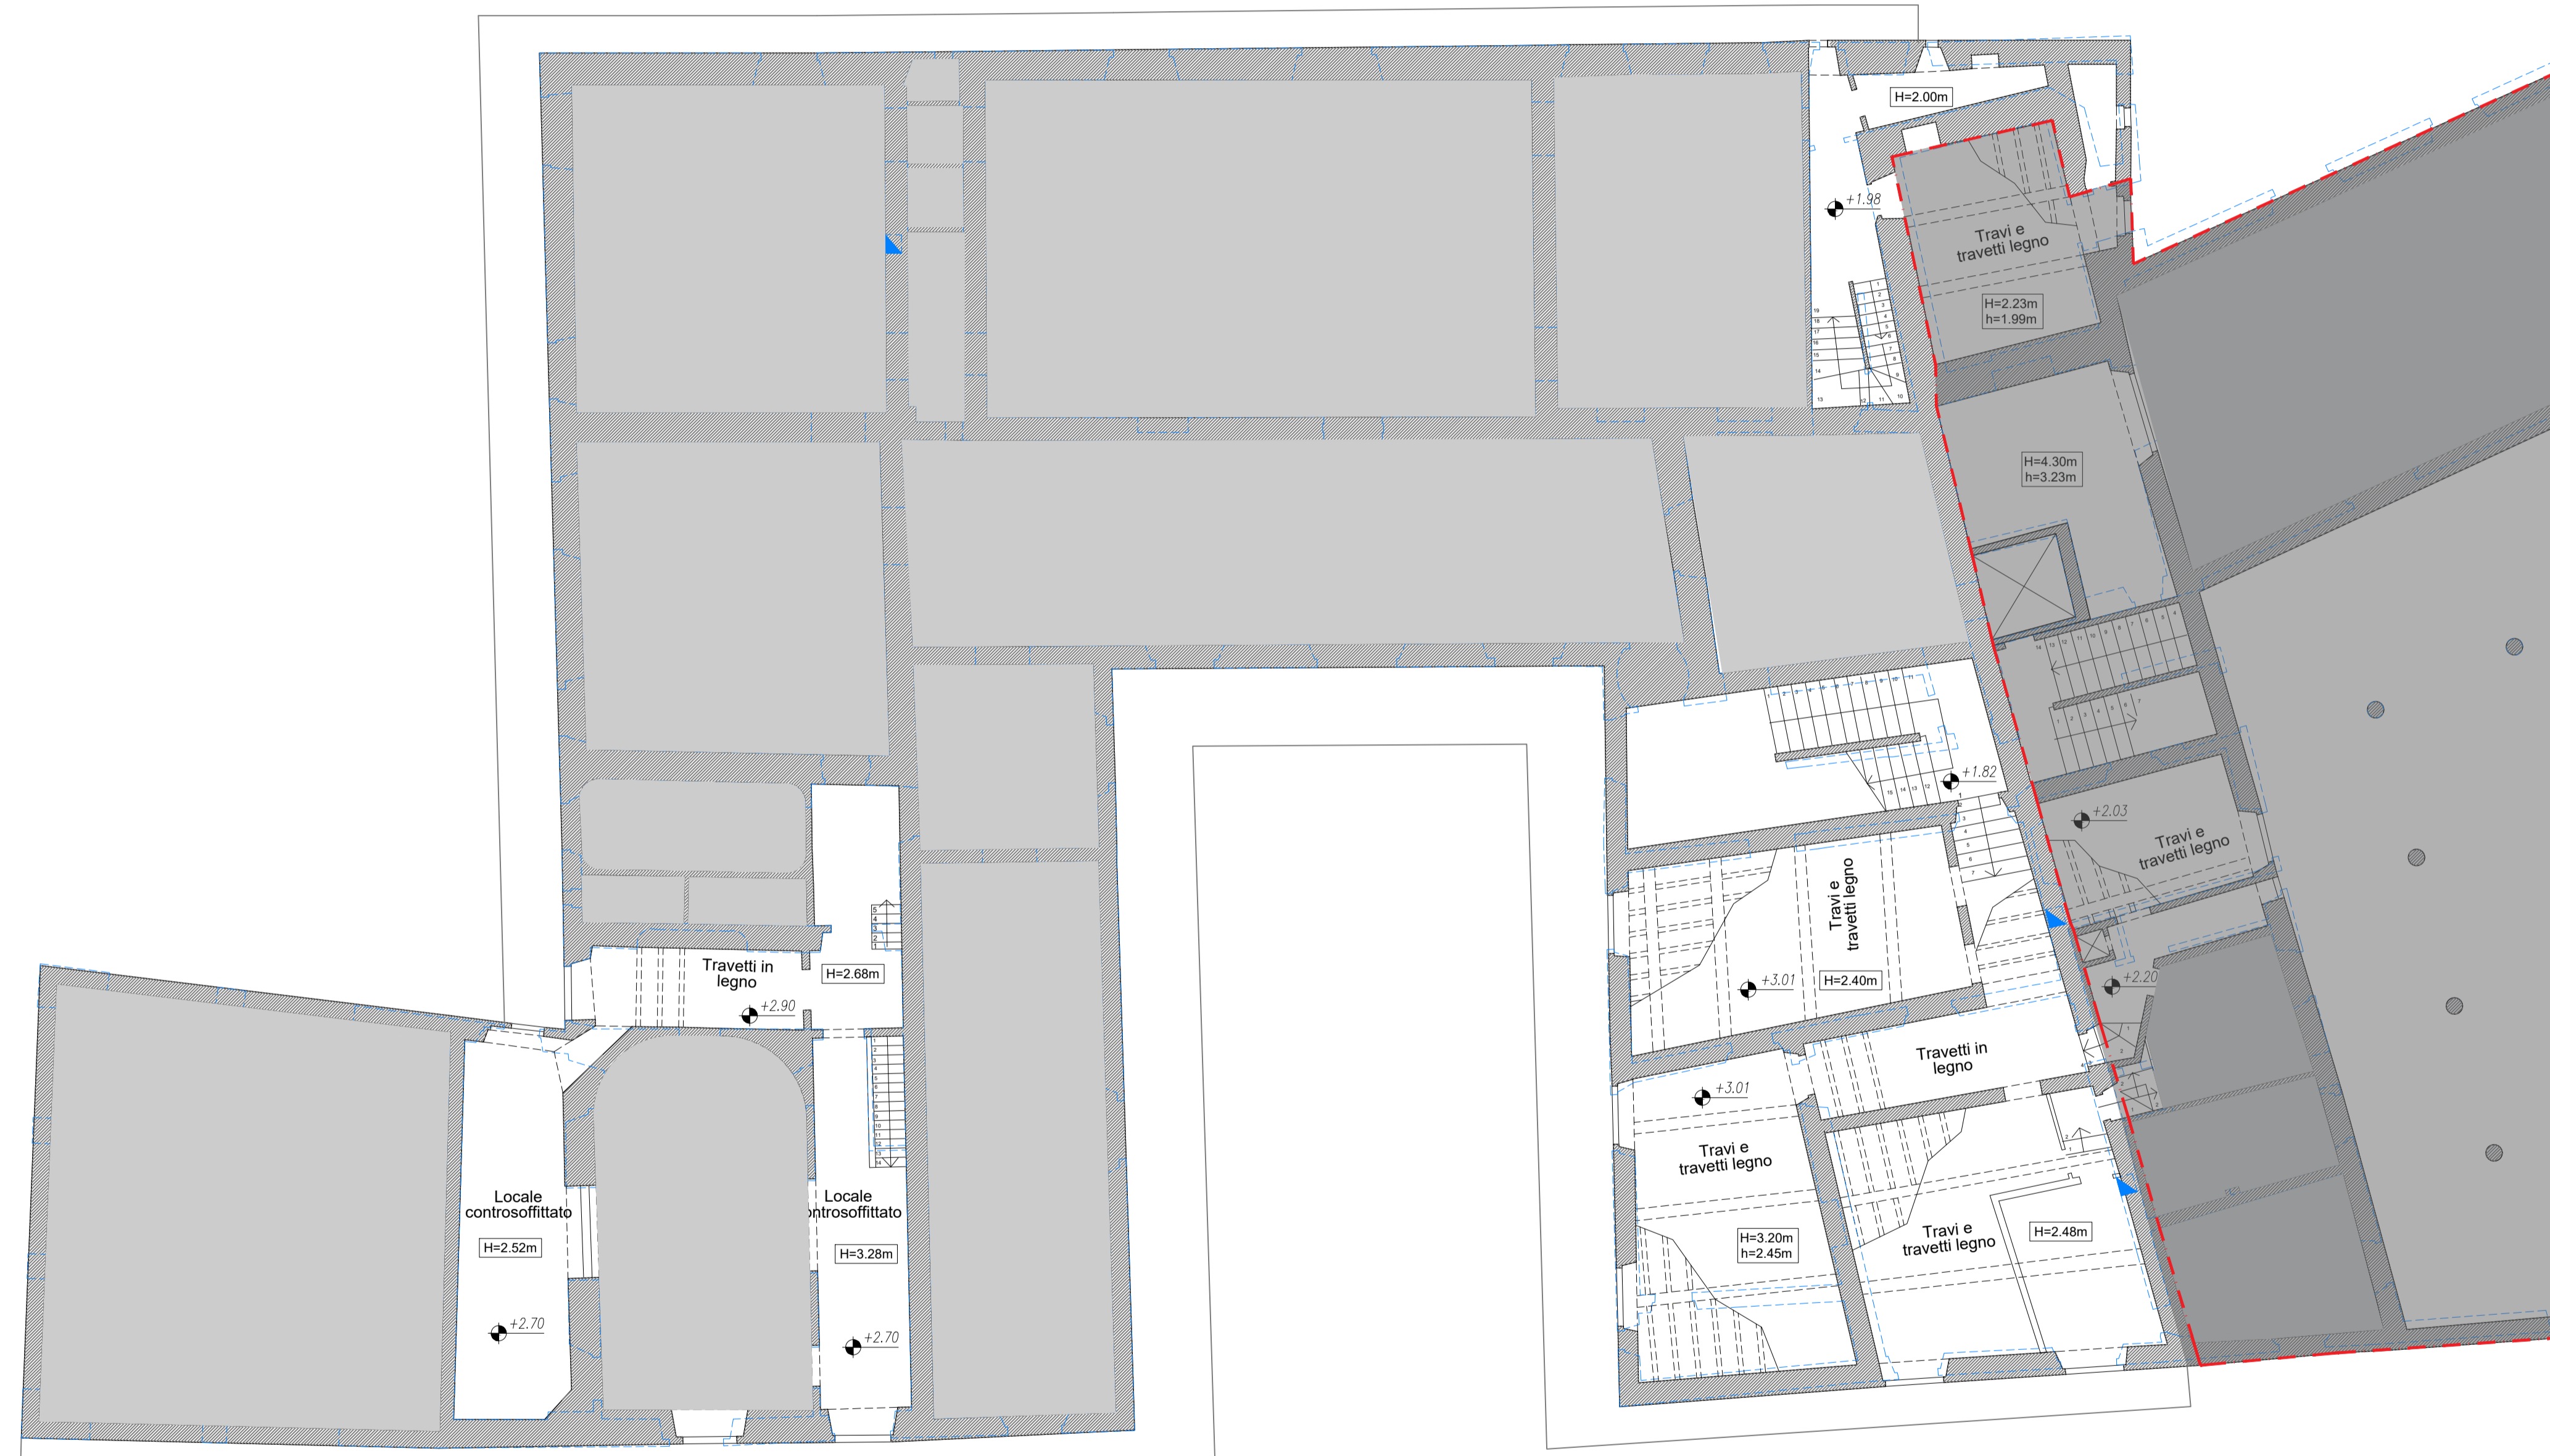 H=2.00m
+1.98
Travi e
travetti legno
H=2.23m
h=1.99m
H=4.30m
h=3.23m
+1.82
+2.03
Travi e
travetti legno
Travi e
travetti legno
+3.01
H=2.40m
+2.20
Travetti in
legno
H=2.68m
+2.90
Travetti in
legno
+3.01
Travi e
travetti legno
H=3.20m
h=2.45m
Travi e
travetti legno
H=2.48m
Locale
controsoffittato
H=2.52m
+2.70
Locale
ontrosoffittato
H=3.28m
+2.70